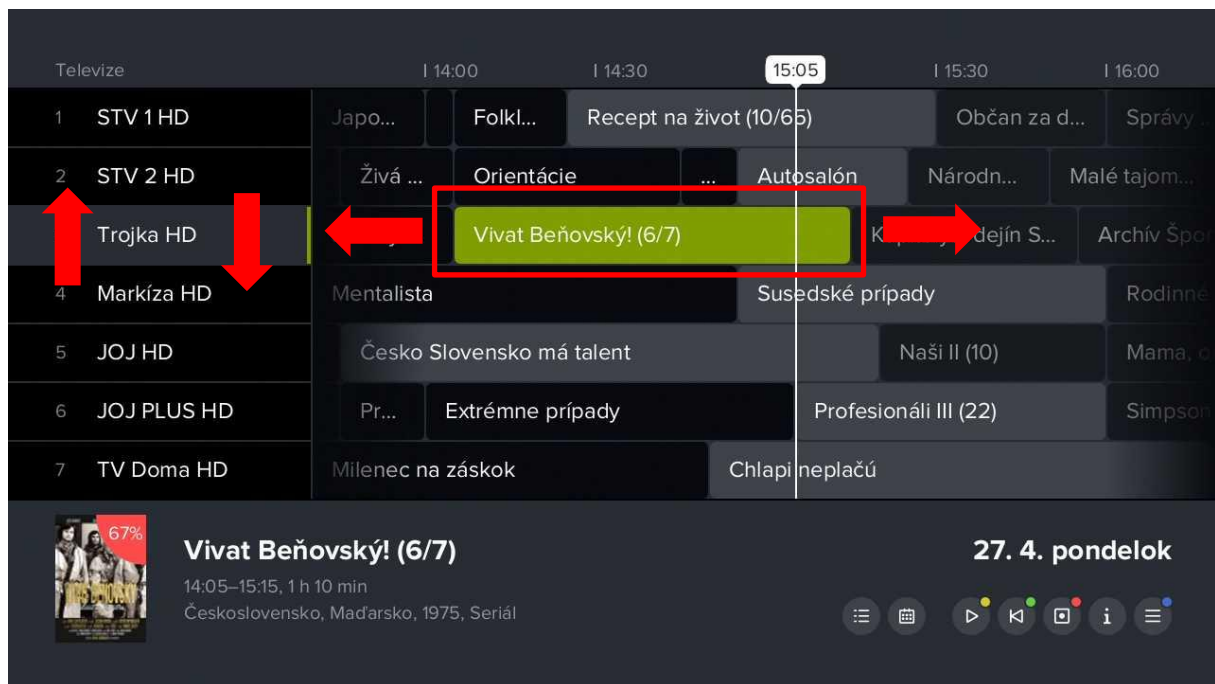 Televize 14:00 14:30 15:05 15:30 16:00
1 STV 1 HD Japo... Folkl... Recept na život (10/65) Občan za d... Správy ...
2 STV 2 HD Živá ... Orientácie ... Autosalón Národn... Malé tajom...
Trojka HD Vivat Beňovský! (6/7) dejín S... Archív Špor
4 Markíza HD Mentalista Susedské prípady Rodinné
5 JOJ HD Česko Slovensko má talent Naši II (10) Mama, o
6 JOJ PLUS HD Pr... Extrémne prípady Profesionáli III (22) Simpson
7 TV Doma HD Milenec na záskok Chlapi neplačú
67%
Vivat Beňovský! (6/7) 27. 4. pondelok
14:05–15:15, 1 h 10 min
Československo, Maďarsko, 1975, Seriál